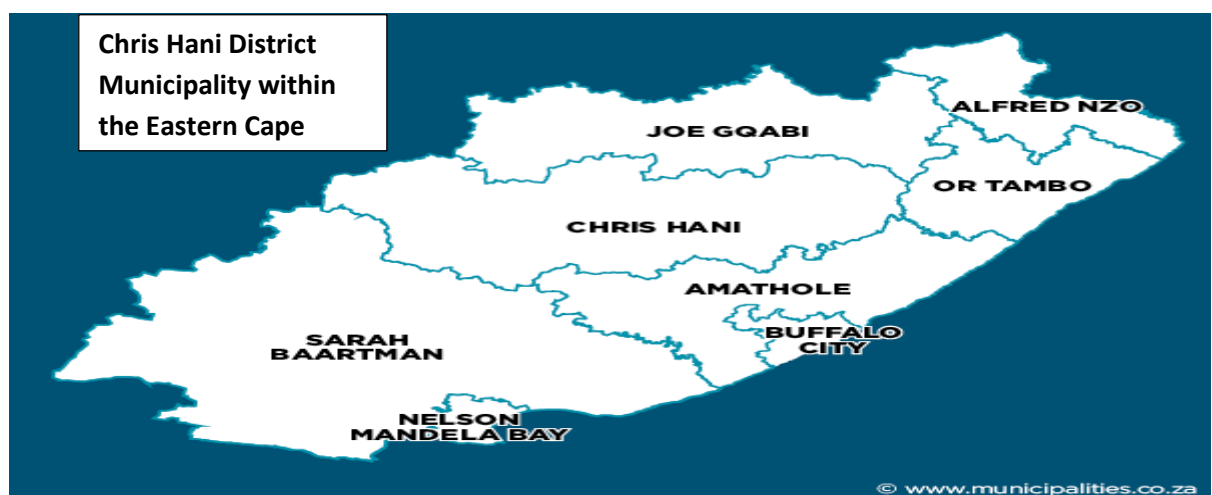 Chris Hani District
Municipality within
the Eastern Cape
ALFRED NZO
JOE GQABI
OR TAMBO
CHRIS HANI
AMATHOLE
BUFFALO
CITY
SARAH
BAARTMAN
NELSON
MANDELA BAY
© www.municipalities.co.za